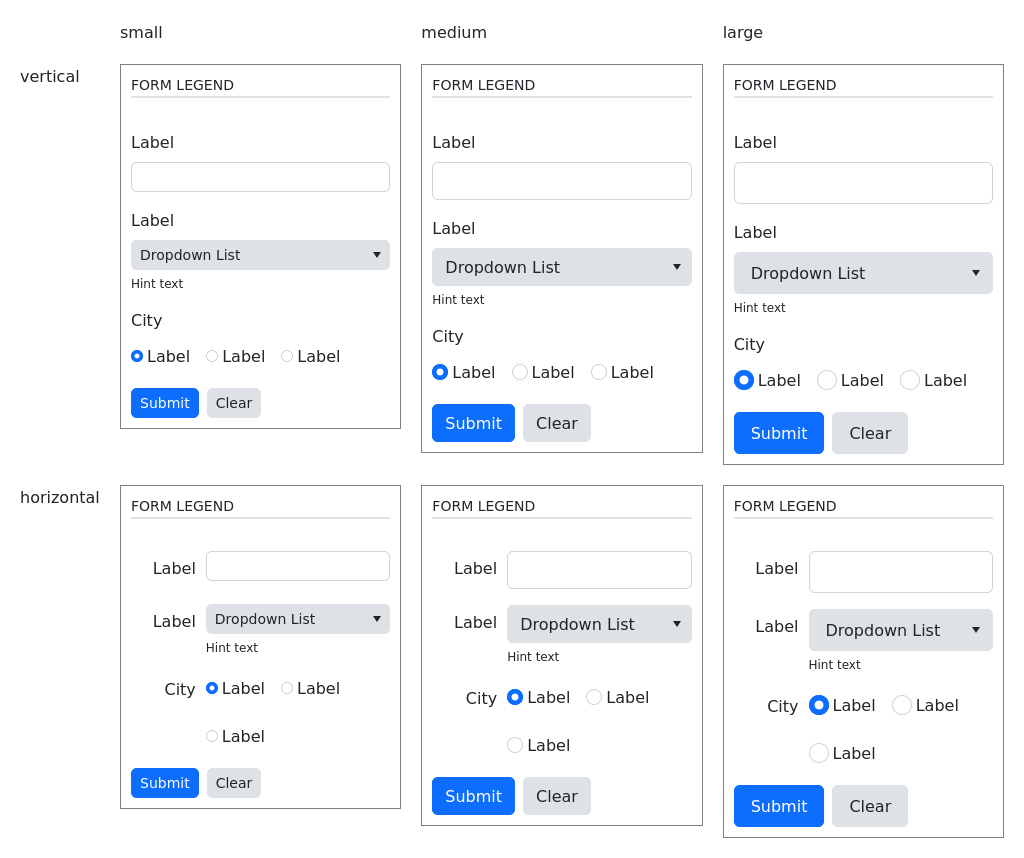 small medium large
vertical
FORM LEGEND
Label
Label
Dropdown List
Hint text
City
Label Label Label
Submit Clear
FORM LEGEND
Label
Label
Dropdown List
Hint text
City
Label Label Label
Submit Clear
FORM LEGEND
Label
Label
Dropdown List
Hint text
City
Label Label Label
Submit Clear
horizontal
FORM LEGEND
Label
Label Dropdown List
Hint text
City Label Label
Label
Submit Clear
FORM LEGEND
Label
Label Dropdown List
Hint text
City Label Label
Label
Submit Clear
FORM LEGEND
Label
Label Dropdown List
Hint text
City Label Label
Label
Submit Clear